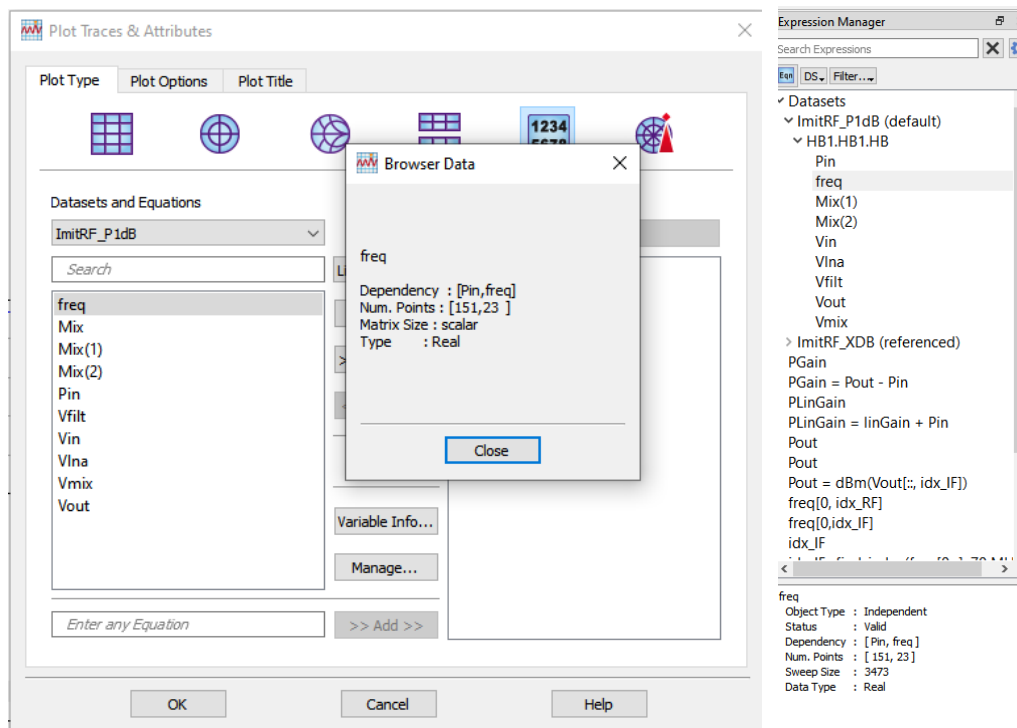 Plot Traces & Attributes
Plot Type
Plot Options
Plot Title
1234
Datasets and Equations
ImitRF_P1dB
Search
freq
Mix
Mix(1)
Mix(2)
Pin
Vfilt
Vin
Vlna
Vmix
Vout
Enter any Equation
Variable Info...
Manage...
>> Add >>
OK
Cancel
Help
Browser Data
freq
Dependency : [Pin,freq]
Num. Points : [151,23 ]
Matrix Size : scalar
Type : Real
Close
Expression Manager
Search Expressions
Eqn
DS
Filter...
Datasets
ImitRF_P1dB (default)
HB1.HB1.HB
Pin
freq
Mix(1)
Mix(2)
Vin
Vlna
Vfilt
Vout
Vmix
ImitRF_XDB (referenced)
PGain
PGain = Pout - Pin
PLinGain
PLinGain = linGain + Pin
Pout
Pout
Pout = dBm(Vout[::, idx_IF])
freq[0, idx_RF]
freq[0,idx_IF]
idx_IF
freq
Object Type : Independent
Status : Valid
Dependency : [ Pin, freq ]
Num. Points : [ 151, 23 ]
Sweep Size : 3473
Data Type : Real